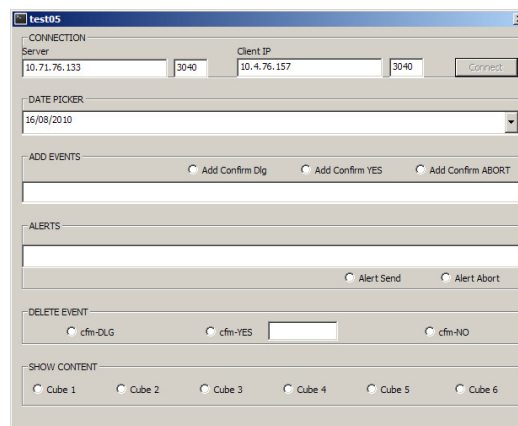 test05
CONNECTION
Server Client IP
10.71.76.133 3040 10.4.76.157 3040 Connect
DATE PICKER
16/08/2010
ADD EVENTS
Add Confirm Dlg Add Confirm YES Add Confirm ABORT
ALERTS
Alert Send Alert Abort
DELETE EVENT
cfm-DLG cfm-YES cfm-NO
SHOW CONTENT
Cube 1 Cube 2 Cube 3 Cube 4 Cube 5 Cube 6